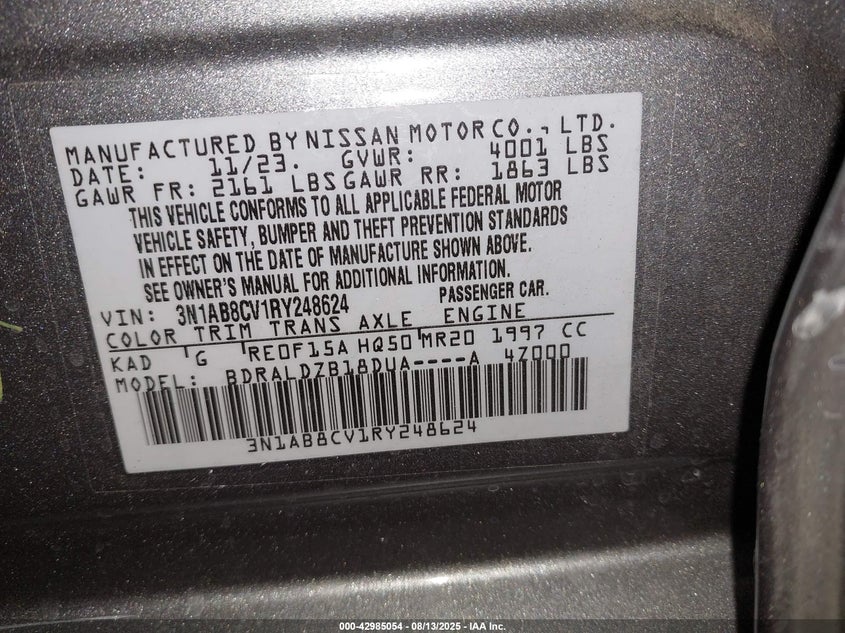 MANUFACTURED BY NISSAN MOTOR CO., LTD.
DATE: 11/23. GVWR: 4001 LBS
GAWR FR: 2161 LBS GAWR RR: 1863 LBS
THIS VEHICLE CONFORMS TO ALL APPLICABLE FEDERAL MOTOR
VEHICLE SAFETY, BUMPER AND THEFT PREVENTION STANDARDS
IN EFFECT ON THE DATE OF MANUFACTURE SHOWN ABOVE.
SEE OWNER'S MANUAL FOR ADDITIONAL INFORMATION.
VIN: 3N1AB8CV1RY248624 PASSENGER CAR.
COLOR TRIM TRANS AXLE ENGINE
KAD G RE0F15A HQ50 MR20 1997 CC
MODEL: BDRALDZB18DUA----A 4Z000
3N1AB8CV1RY248624
000-42985054 - 08/13/2025 - IAA Inc.